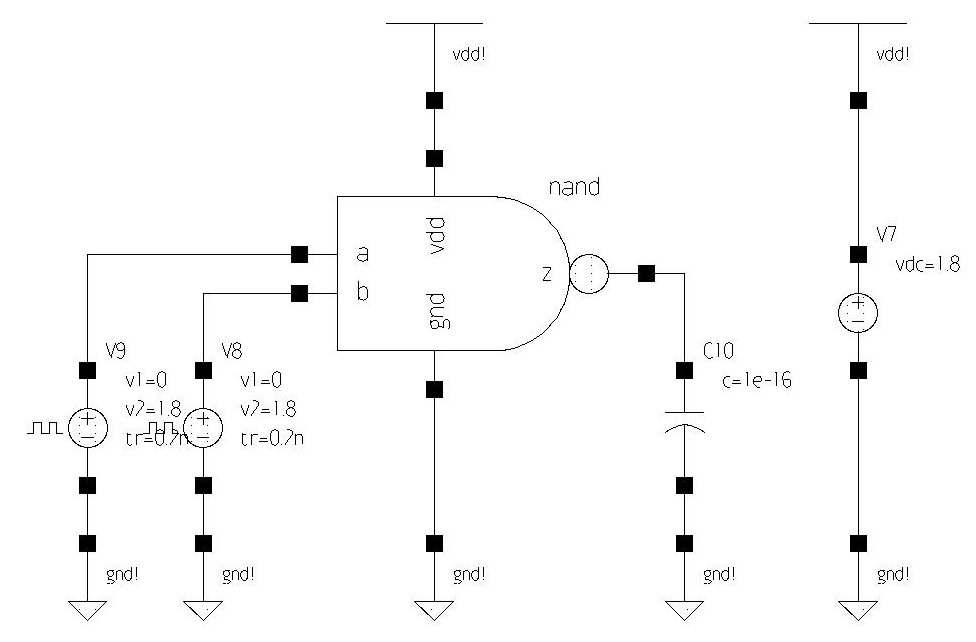 vdd!
vdd!
nand
vdd
a
z
b
gnd
V7
vdc=1.8
V9
v1=0
v2=1.8
tr=0.2n
V8
v1=0
v2=1.8
tr=0.2n
C10
c=1e-16
gnd!
gnd!
gnd!
gnd!
gnd!